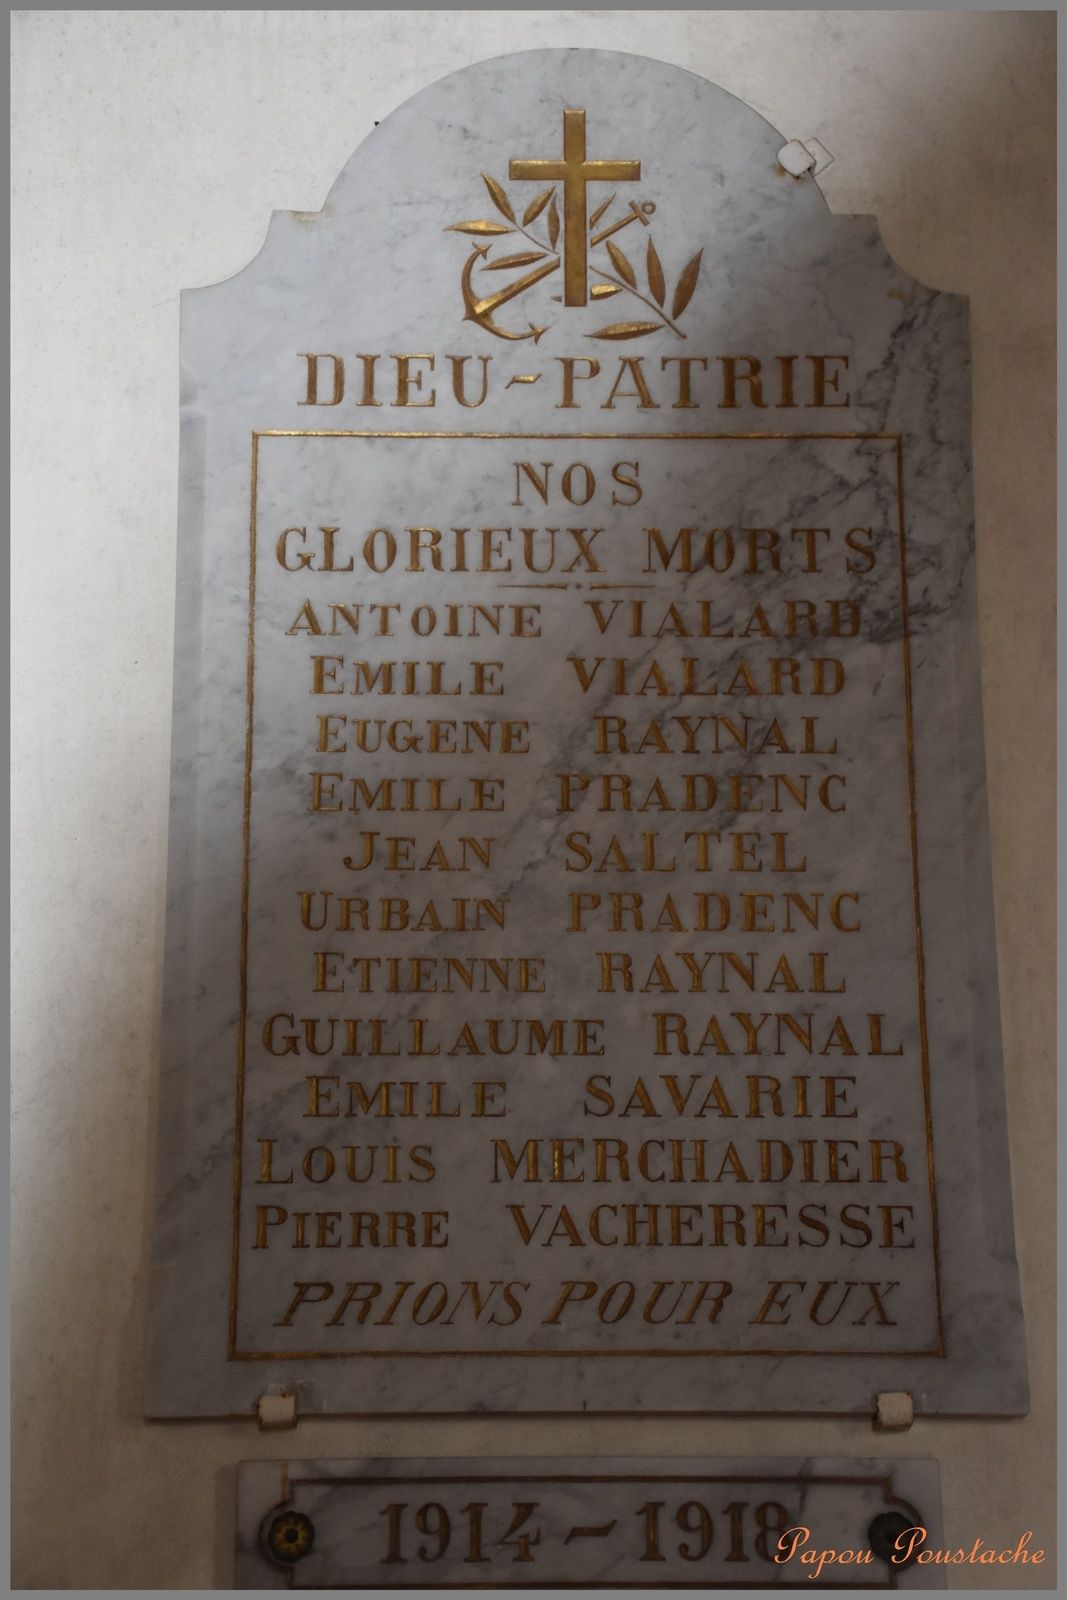 DIEU - PATRIE
NOS
GLORIEUX MORTS
ANTOINE VIALARD
EMILE VIALARD
EUGENE RAYNAL
EMILE PRADENC
JEAN SALTEL
URBAIN PRADENC
ETIENNE RAYNAL
GUILLAUME RAYNAL
EMILE SAVARIE
LOUIS MERCHADIER
PIERRE VACHERESSE
PRIONS POUR EUX
1914 - 1918
Papou Poustache